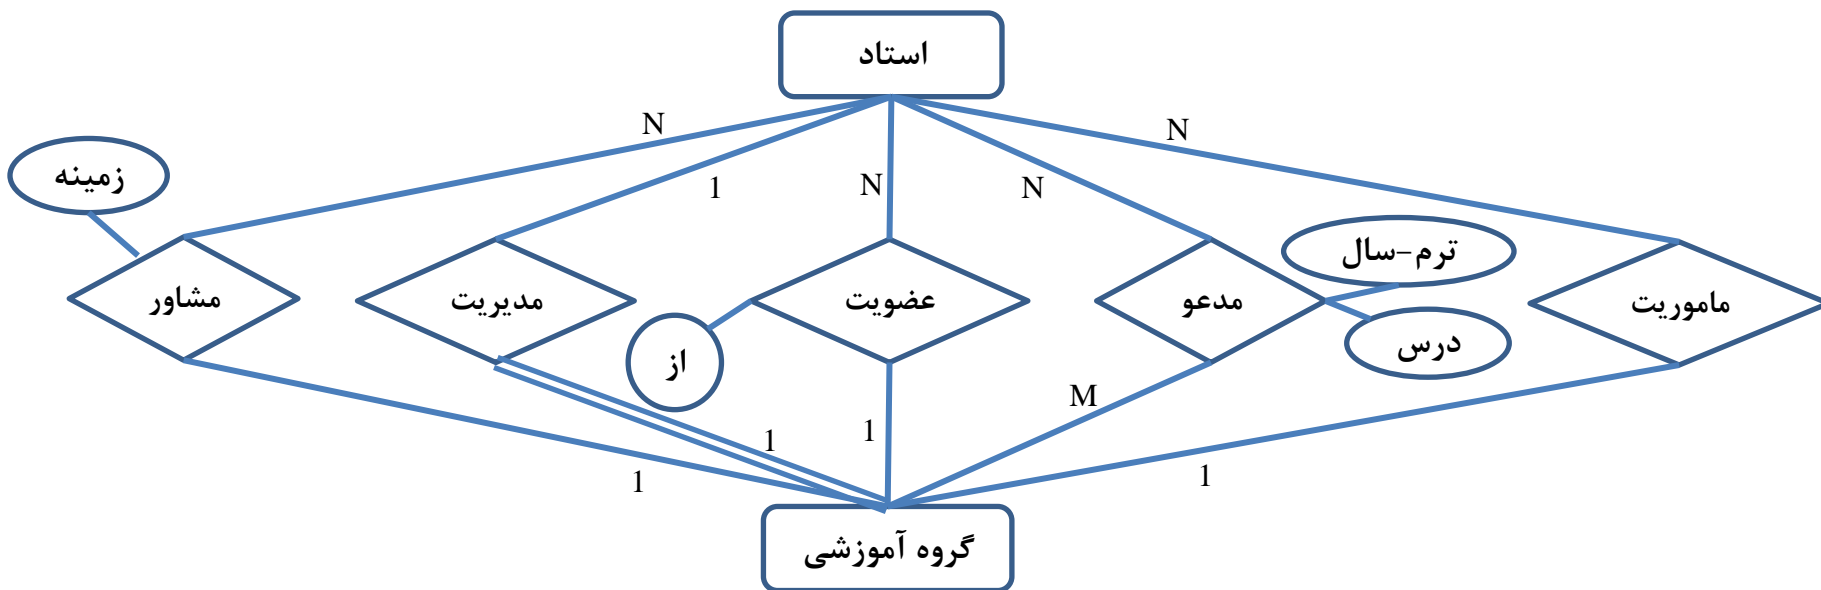 استاد
N
N
1
N
N
زمینه
ترم-سال
مشاور
مدیریت
عضویت
مدعو
ماموریت
از
درس
M
1
1
1
1
گروه آموزشی